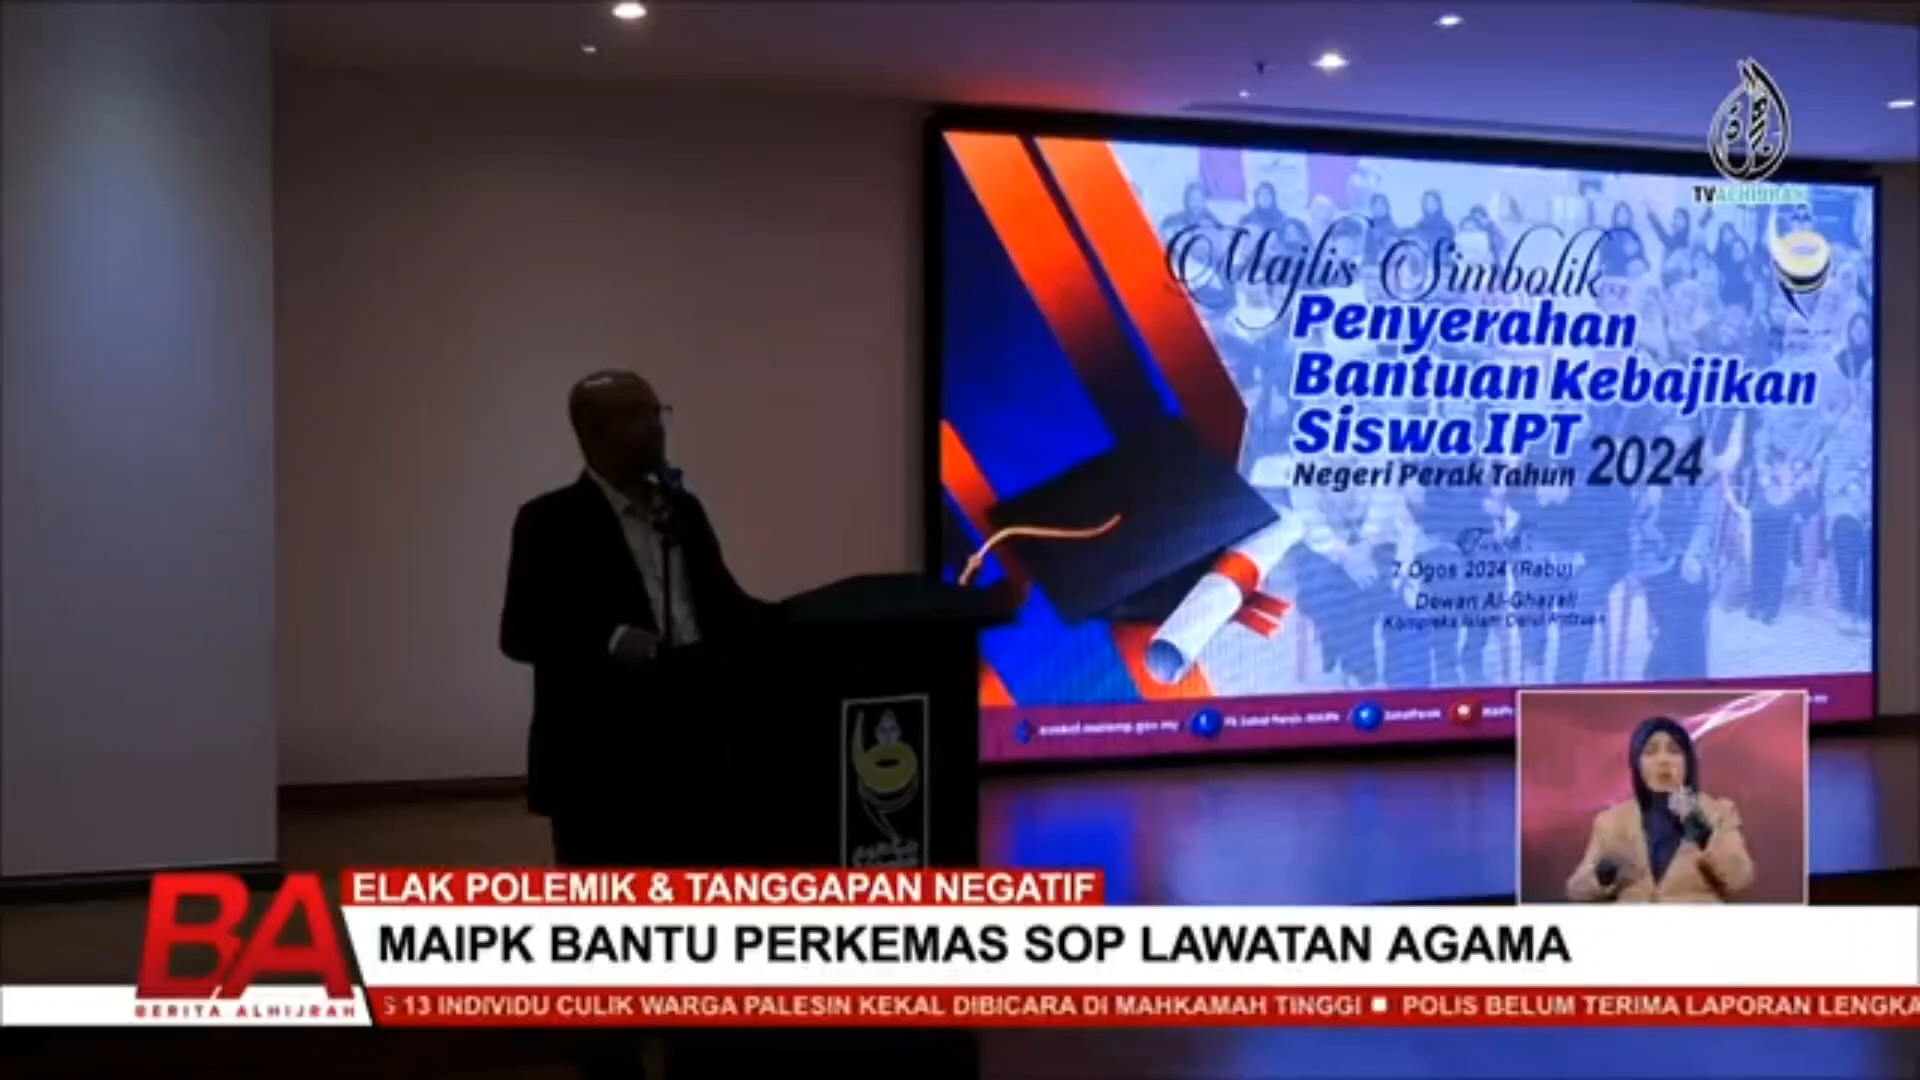 TVALHIJRAH
Majlis Simbolik
Penyerahan
Bantuan Kebajikan
Siswa IPT
Negeri Perak Tahun 2024
7 Ogos 2024 (Rabu)
Dewan Al-Ghazali
ELAK POLEMIK & TANGGAPAN NEGATIF
MAIPK BANTU PERKEMAS SOP LAWATAN AGAMA
BA
BERITA ALHIJRAH
S 13 INDIVIDU CULIK WARGA PALESIN KEKAL DIBICARA DI MAHKAMAH TINGGI ■ POLIS BELUM TERIMA LAPORAN LENGKA